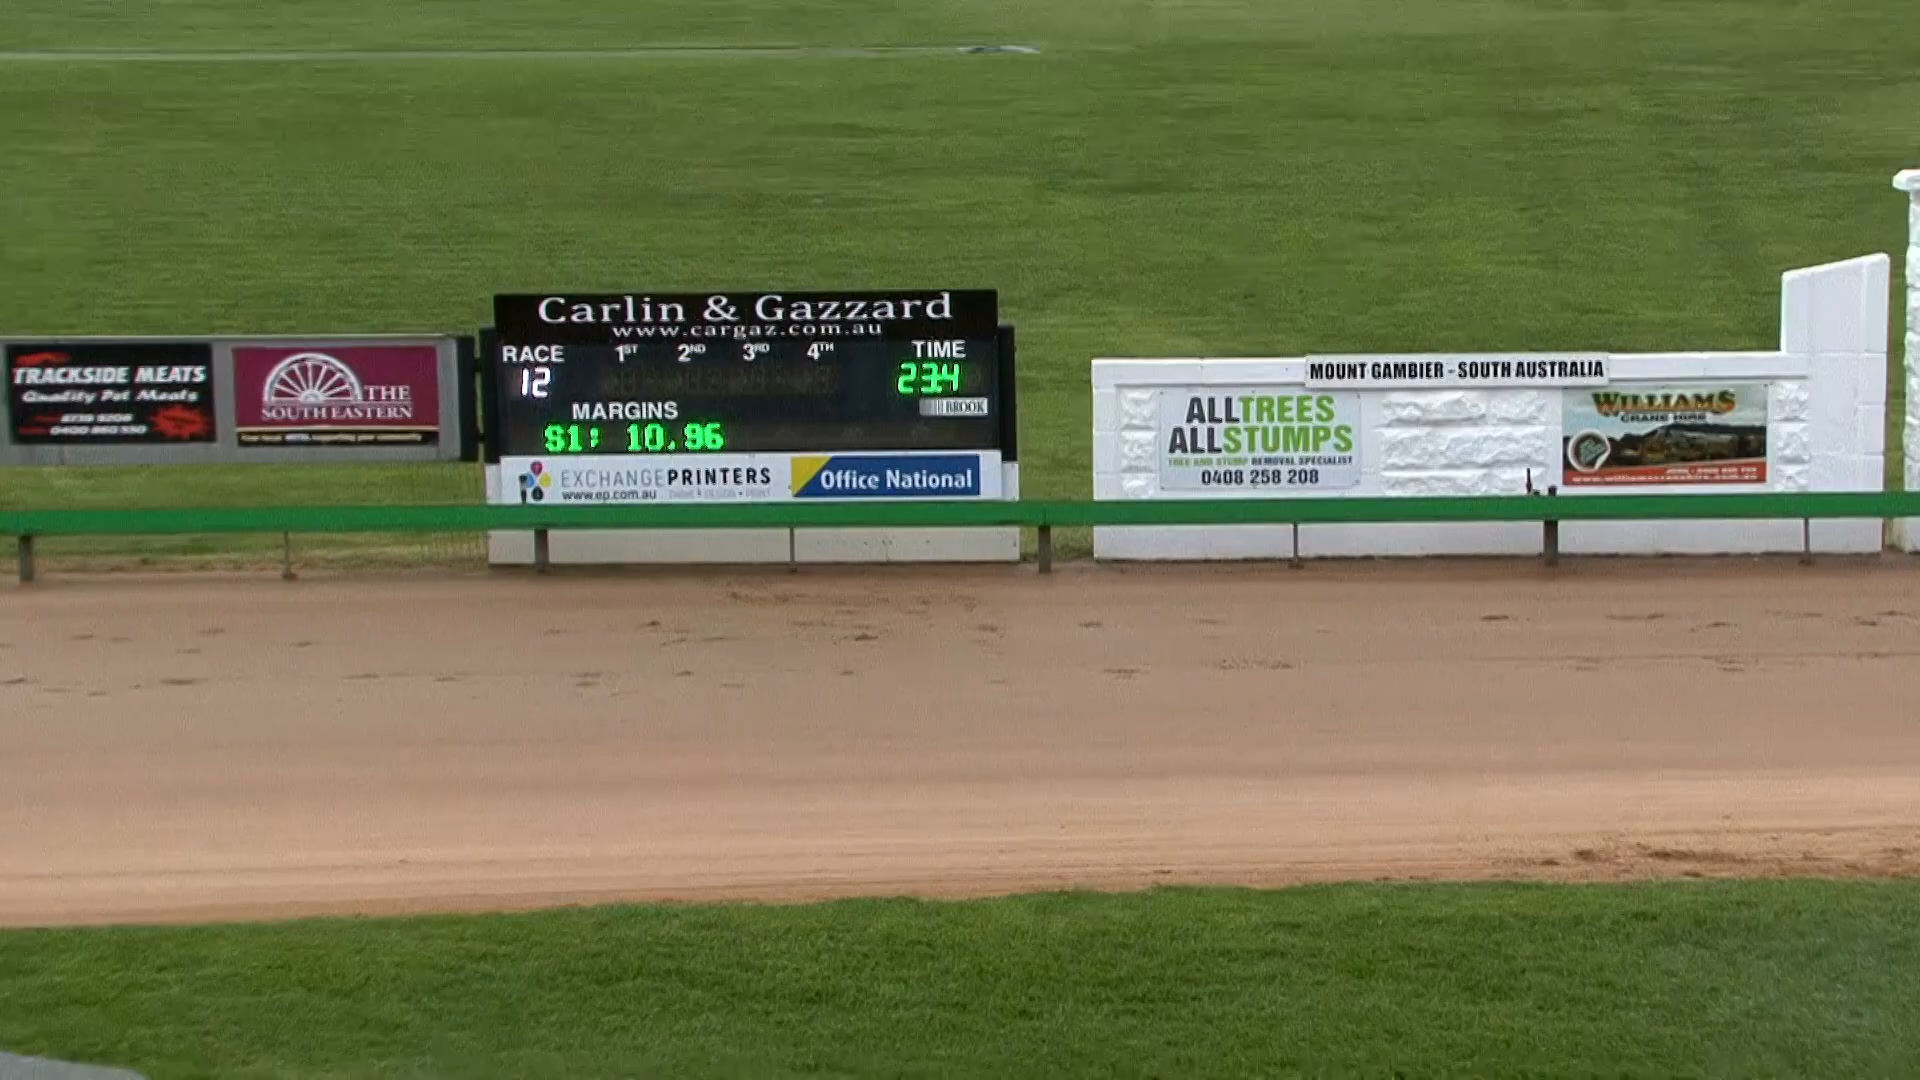 Carlin & Gazzard
www.cargaz.com.au
RACE 1ST 2ND 3RD 4TH TIME
12 23.4
BROOK
MARGINS
S1: 10.96
EXCHANGEPRINTERS
www.ep.com.au
Office National
TRACKSIDE MEATS
Quality Pet Meats
THE
SOUTH EASTERN
MOUNT GAMBIER - SOUTH AUSTRALIA
ALLTREES
ALLSTUMPS
TREE AND STUMP REMOVAL SPECIALIST
0408 258 208
WILLIAMS
CRANE HIRE